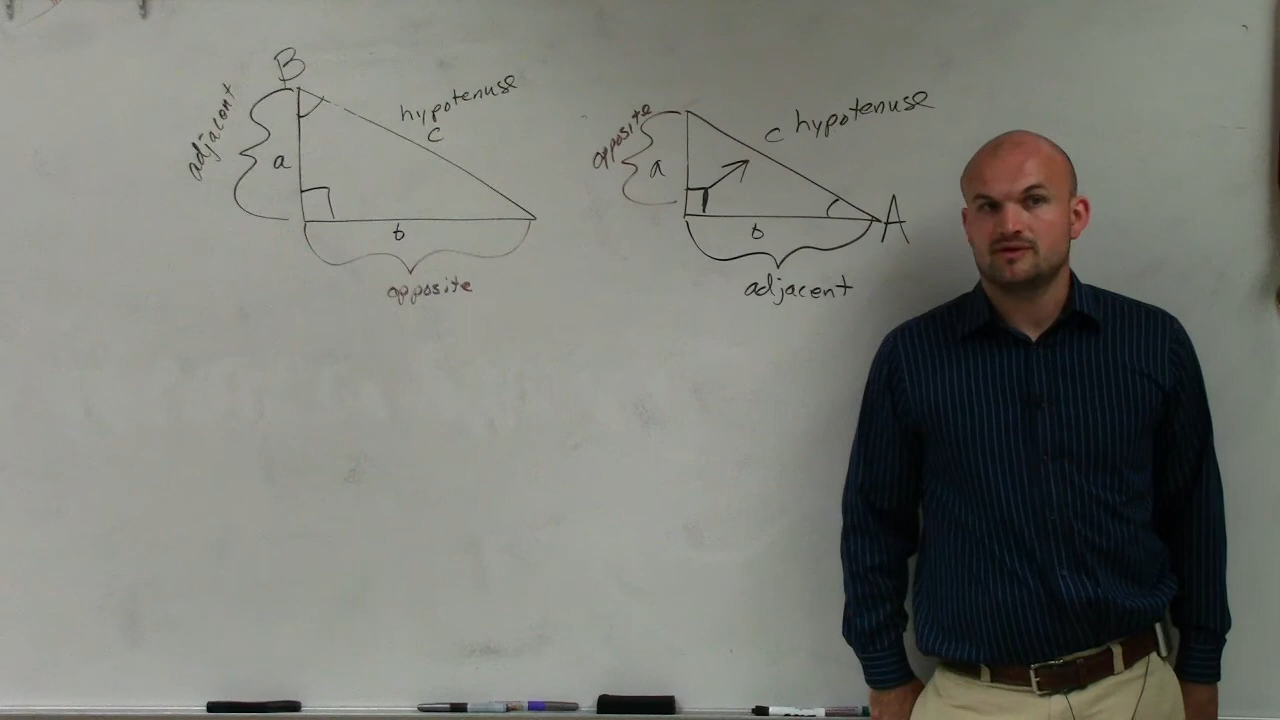 B
adjacent
a
hypotenuse
c
b
opposite
opposite
a
c hypotenuse
A
b
adjacent